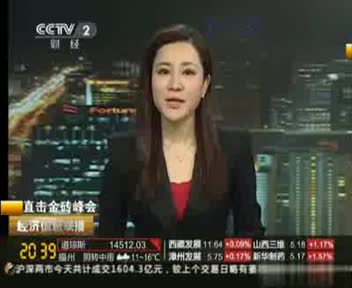 CCTV 2
财经
Fortune
直击金砖峰会
经济信息联播
20:39
道琼斯 14512.03
西藏发展 11.64 +0.09% 山西三维 5.18 +1.17%
福州 阴转中雨 11~16℃
漳州发展 5.75 +0.17% 新华制药 5.18 +1.57%
沪深两市今天共计成交1604.3亿元，较上个交易日略有萎